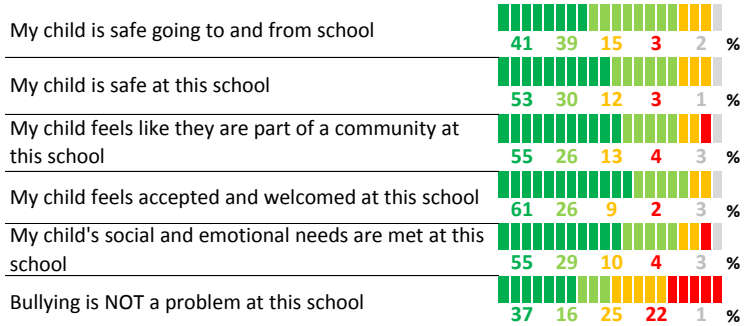 My child is safe going to and from school
41 39 15 3 2 %
My child is safe at this school
53 30 12 3 1 %
My child feels like they are part of a community at
this school
55 26 13 4 3 %
My child feels accepted and welcomed at this school
61 26 9 2 3 %
My child's social and emotional needs are met at this
school
55 29 10 4 3 %
Bullying is NOT a problem at this school
37 16 25 22 1 %